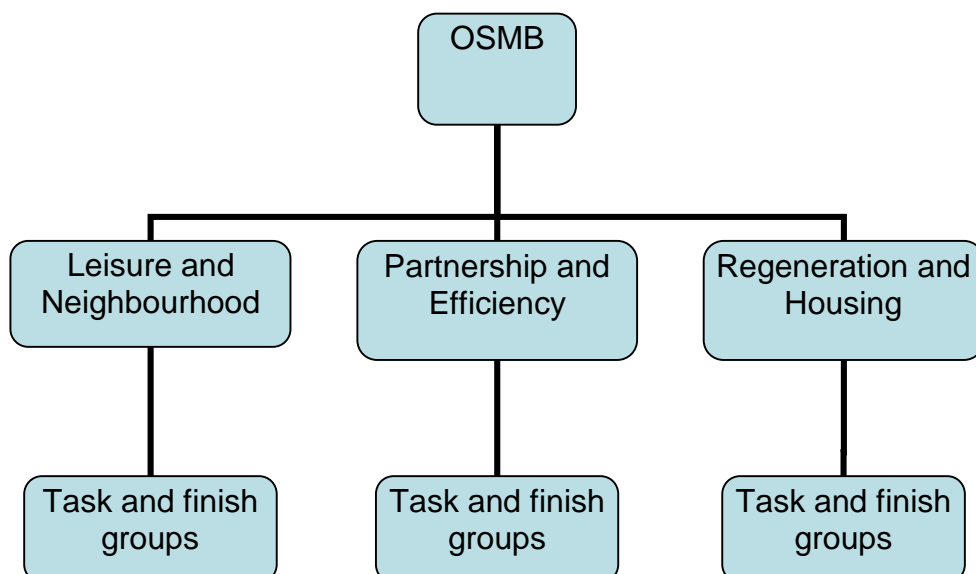 OSMB
Leisure and
Neighbourhood
Partnership and
Efficiency
Regeneration and
Housing
Task and finish
groups
Task and finish
groups
Task and finish
groups